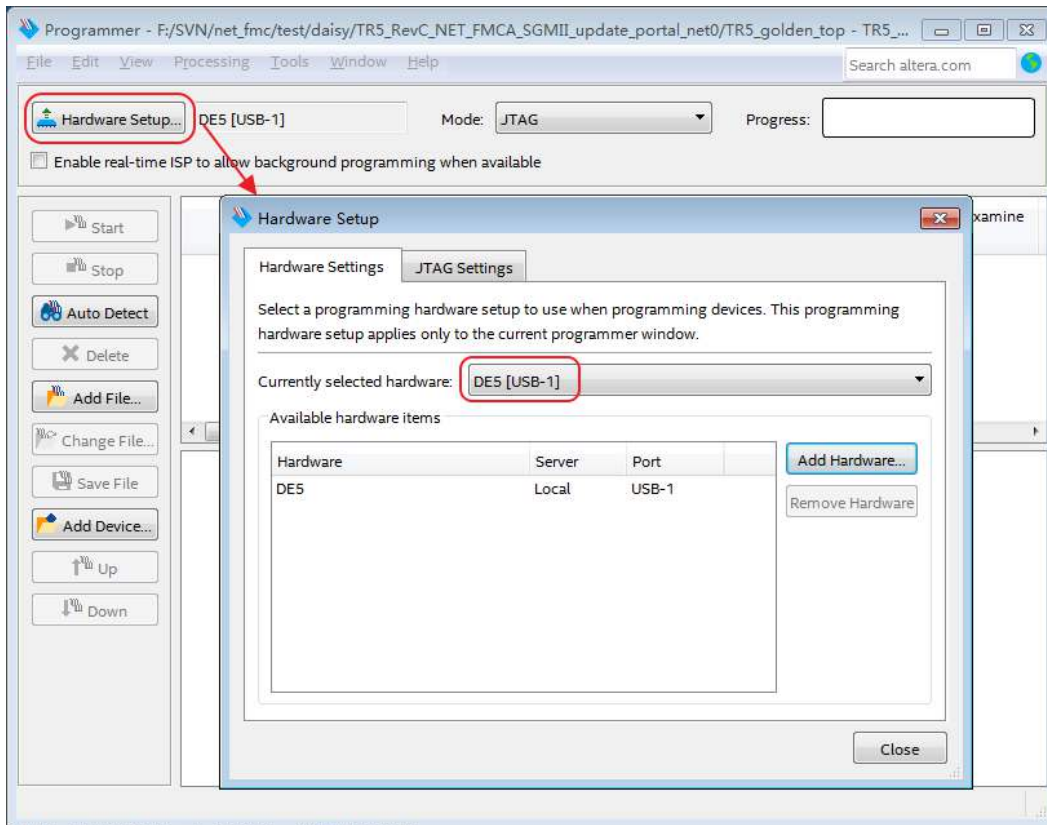 Programmer - F:/SVN/net_fmc/test/daisy/TR5_RevC_NET_FMCA_SGMII_update_portal_net0/TR5_golden_top - TR5_...
File Edit View Processing Tools Window Help
Search altera.com
Hardware Setup... DE5 [USB-1] Mode: JTAG Progress:
Enable real-time ISP to allow background programming when available
Start
Stop
Auto Detect
Delete
Add File...
Change File...
Save File
Add Device...
Up
Down
xamine
Hardware Setup
Hardware Settings JTAG Settings
Select a programming hardware setup to use when programming devices. This programming
hardware setup applies only to the current programmer window.
Currently selected hardware: DE5 [USB-1]
Available hardware items
Hardware Server Port
DE5 Local USB-1
Add Hardware...
Remove Hardware
Close